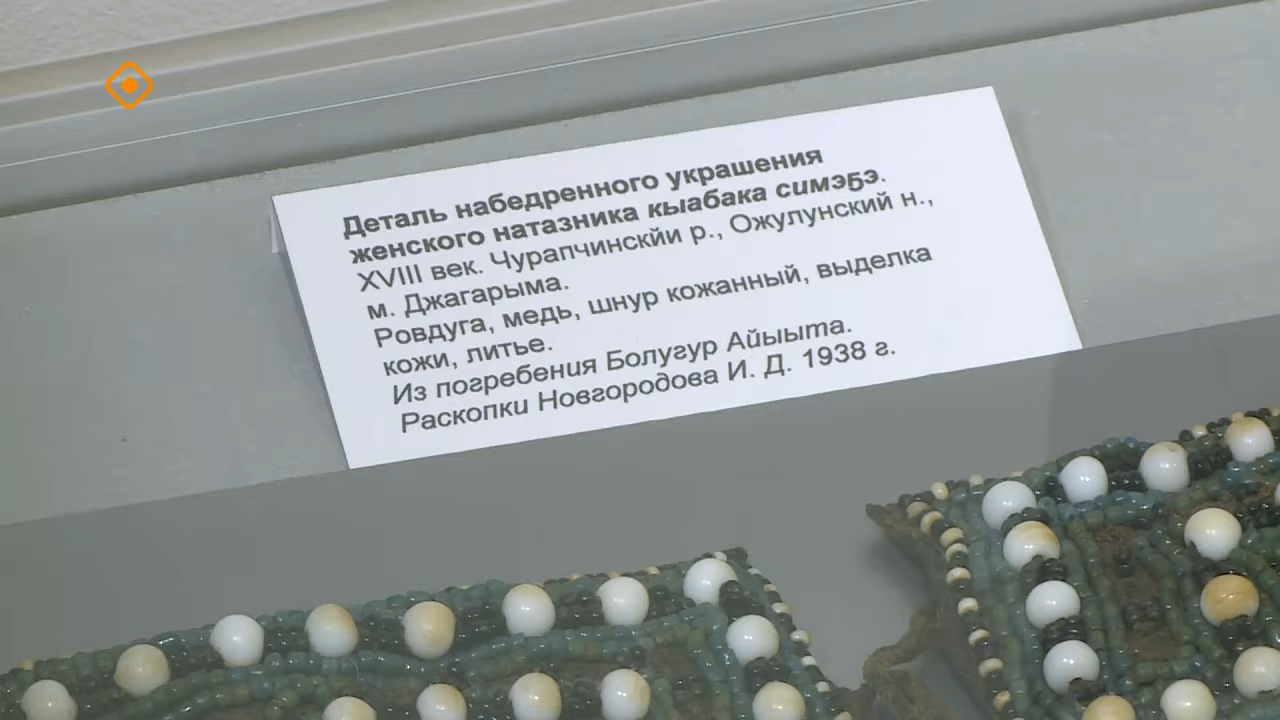 Деталь набедренного украшения
женского натазника кыабака симэҕэ.
XVIII век. Чурапчинскйи р., Ожулунский н.,
м. Джагарыма.
Ровдуга, медь, шнур кожанный, выделка
кожи, литье.
Из погребения Болугур Айыыта.
Раскопки Новгородова И. Д. 1938 г.